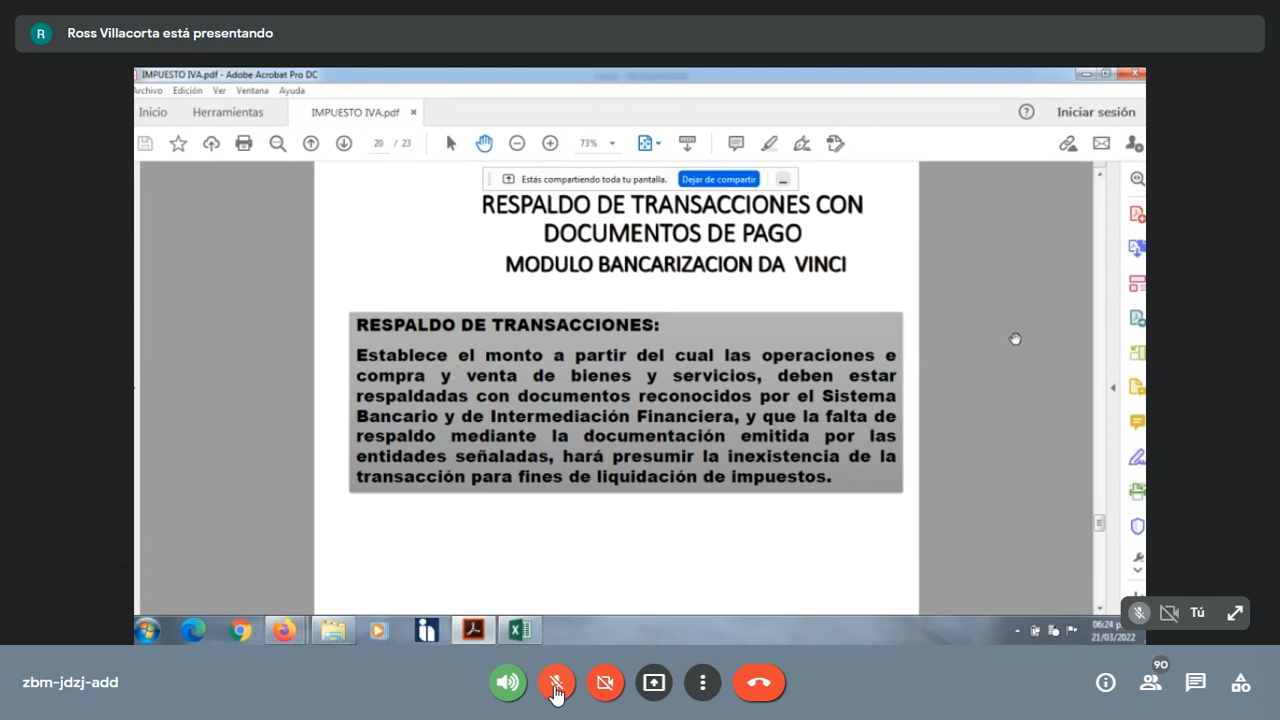 R Ross Villacorta está presentando
IMPUESTO IVA.pdf - Adobe Acrobat Pro DC
Archivo Edición Ver Ventana Ayuda
Inicio Herramientas IMPUESTO IVA.pdf × Iniciar sesión
20 / 23 73%
Estás compartiendo toda tu pantalla. Dejar de compartir
RESPALDO DE TRANSACCIONES CON
DOCUMENTOS DE PAGO
MODULO BANCARIZACION DA VINCI
RESPALDO DE TRANSACCIONES:
Establece el monto a partir del cual las operaciones e
compra y venta de bienes y servicios, deben estar
respaldadas con documentos reconocidos por el Sistema
Bancario y de Intermediación Financiera, y que la falta de
respaldo mediante la documentación emitida por las
entidades señaladas, hará presumir la inexistencia de la
transacción para fines de liquidación de impuestos.
Tú
06:24 p.
21/03/2022
zbm-jdzj-add
90